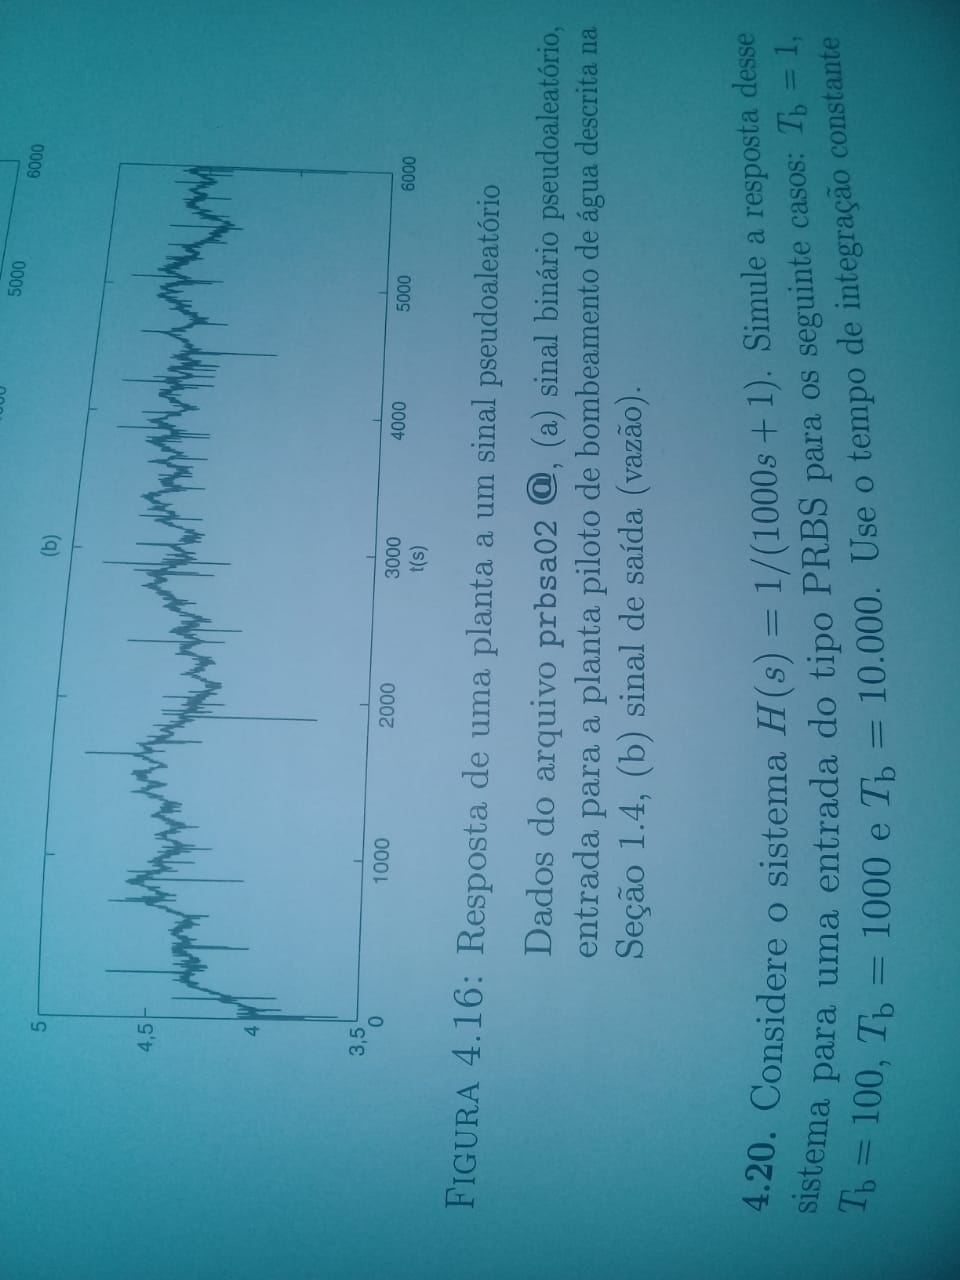 5000
6000
(b)
5
4,5
4
3,5
0
1000
2000
3000
4000
5000
6000
t(s)
FIGURA 4.16: Resposta de uma planta a um sinal pseudoaleatório
Dados do arquivo prbsa02 @, (a) sinal binário pseudoaleatório,
entrada para a planta piloto de bombeamento de água descrita na
Seção 1.4, (b) sinal de saída (vazão).
4.20. Considere o sistema H(s) = 1/(1000s + 1). Simule a resposta desse
sistema para uma entrada do tipo PRBS para os seguinte casos: Tb = 1,
Tb = 100, Tb = 1000 e Tb = 10.000. Use o tempo de integração constante